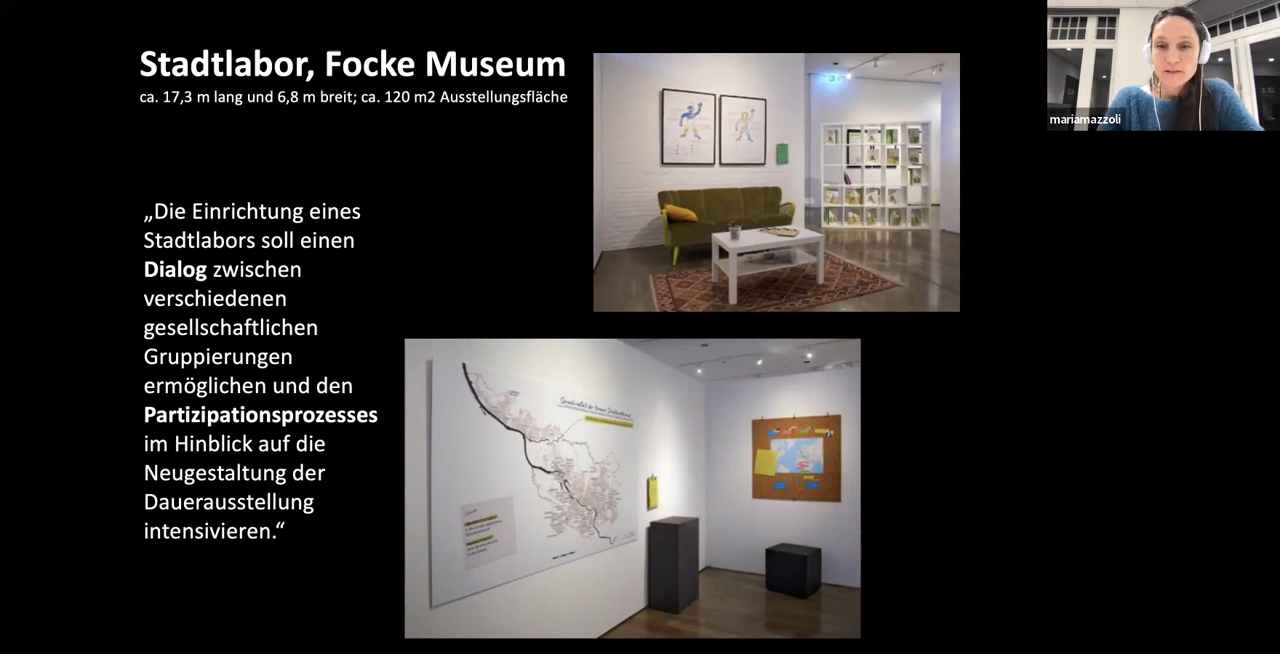 Stadtlabor, Focke Museum
ca. 17,3 m lang und 6,8 m breit; ca. 120 m2 Ausstellungsfläche
„Die Einrichtung eines
Stadtlabors soll einen
Dialog zwischen
verschiedenen
gesellschaftlichen
Gruppierungen
ermöglichen und den
Partizipationsprozesses
im Hinblick auf die
Neugestaltung der
Dauerausstellung
intensivieren.“
mariamazzoli